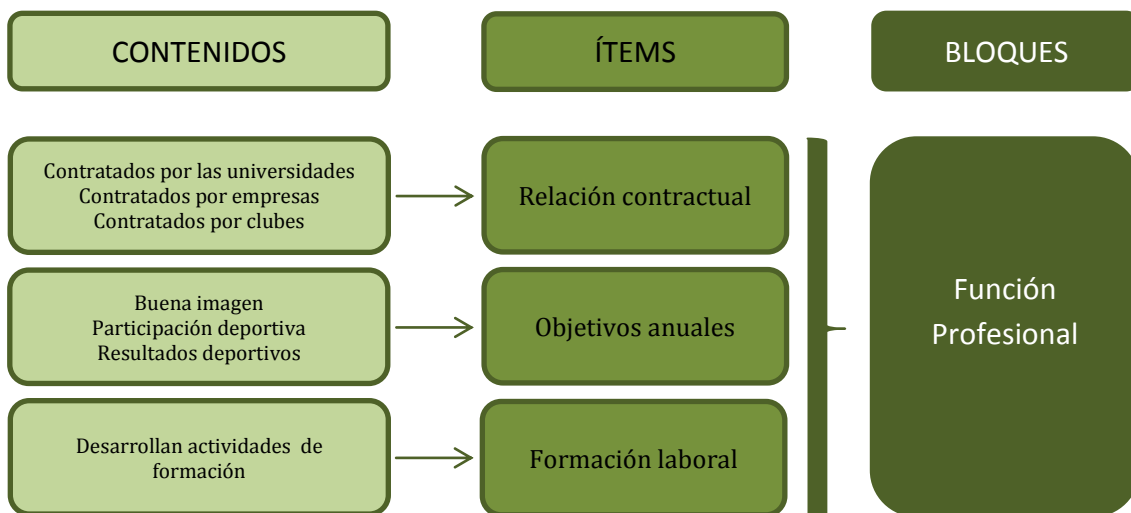 CONTENIDOS
ÍTEMS
BLOQUES
Contratados por las universidades
Contratados por empresas
Contratados por clubes
Relación contractual
Buena imagen
Participación deportiva
Resultados deportivos
Objetivos anuales
Función
Profesional
Desarrollan actividades de
formación
Formación laboral